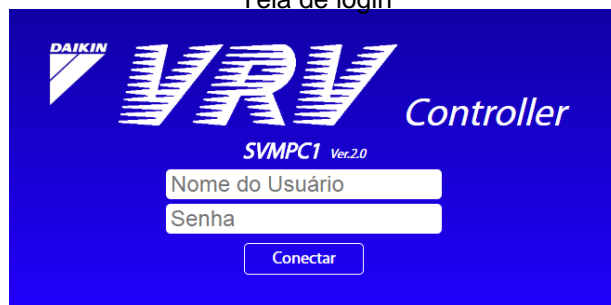 Tela de login
DAIKIN
VRV Controller
SVMPC1 Ver.2.0
Nome do Usuário
Senha
Conectar